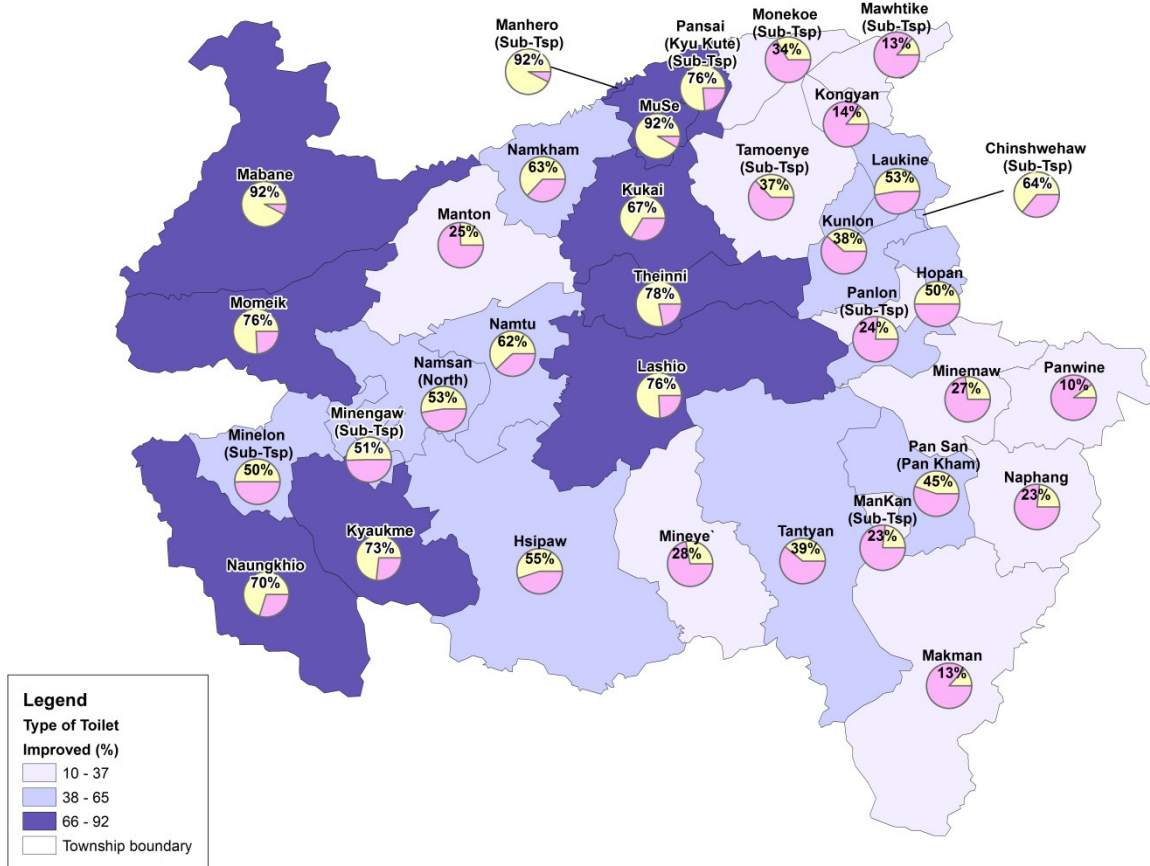 Manhero
(Sub-Tsp)
92%
Pansai
(Kyu Kute)
(Sub-Tsp)
76%
Monekoe
(Sub-Tsp)
34%
Mawhtike
(Sub-Tsp)
13%
MuSe
92%
Kongyan
14%
Namkham
63%
Tamoenye
(Sub-Tsp)
37%
Laukine
53%
Chinshwehaw
(Sub-Tsp)
64%
Mabane
92%
Manton
25%
Kukai
67%
Kunlon
38%
Momeik
76%
Theinni
78%
Hopan
50%
Panlon
(Sub-Tsp)
24%
Namtu
62%
Namsan
(North)
53%
Lashio
76%
Minemaw
27%
Panwine
10%
Minengaw
(Sub-Tsp)
51%
Minelon
(Sub-Tsp)
50%
Pan San
(Pan Kham)
45%
Naphang
23%
ManKan
(Sub-Tsp)
23%
Kyaukme
73%
Hsipaw
55%
Mineye`
28%
Tantyan
39%
Naungkhio
70%
Makman
13%
Legend
Type of Toilet
Improved (%)
10 - 37
38 - 65
66 - 92
Township boundary